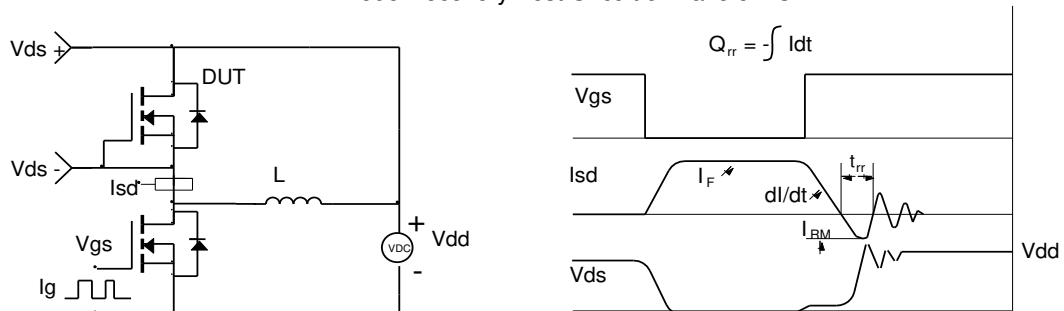 Qrr = -∫ Idt
Vds +
DUT
Vgs
Vds -
Isd
L
Vgs
Ig
+
VDC
Vdd
-
Isd
IF
dI/dt
trr
IRM
Vds
Vdd